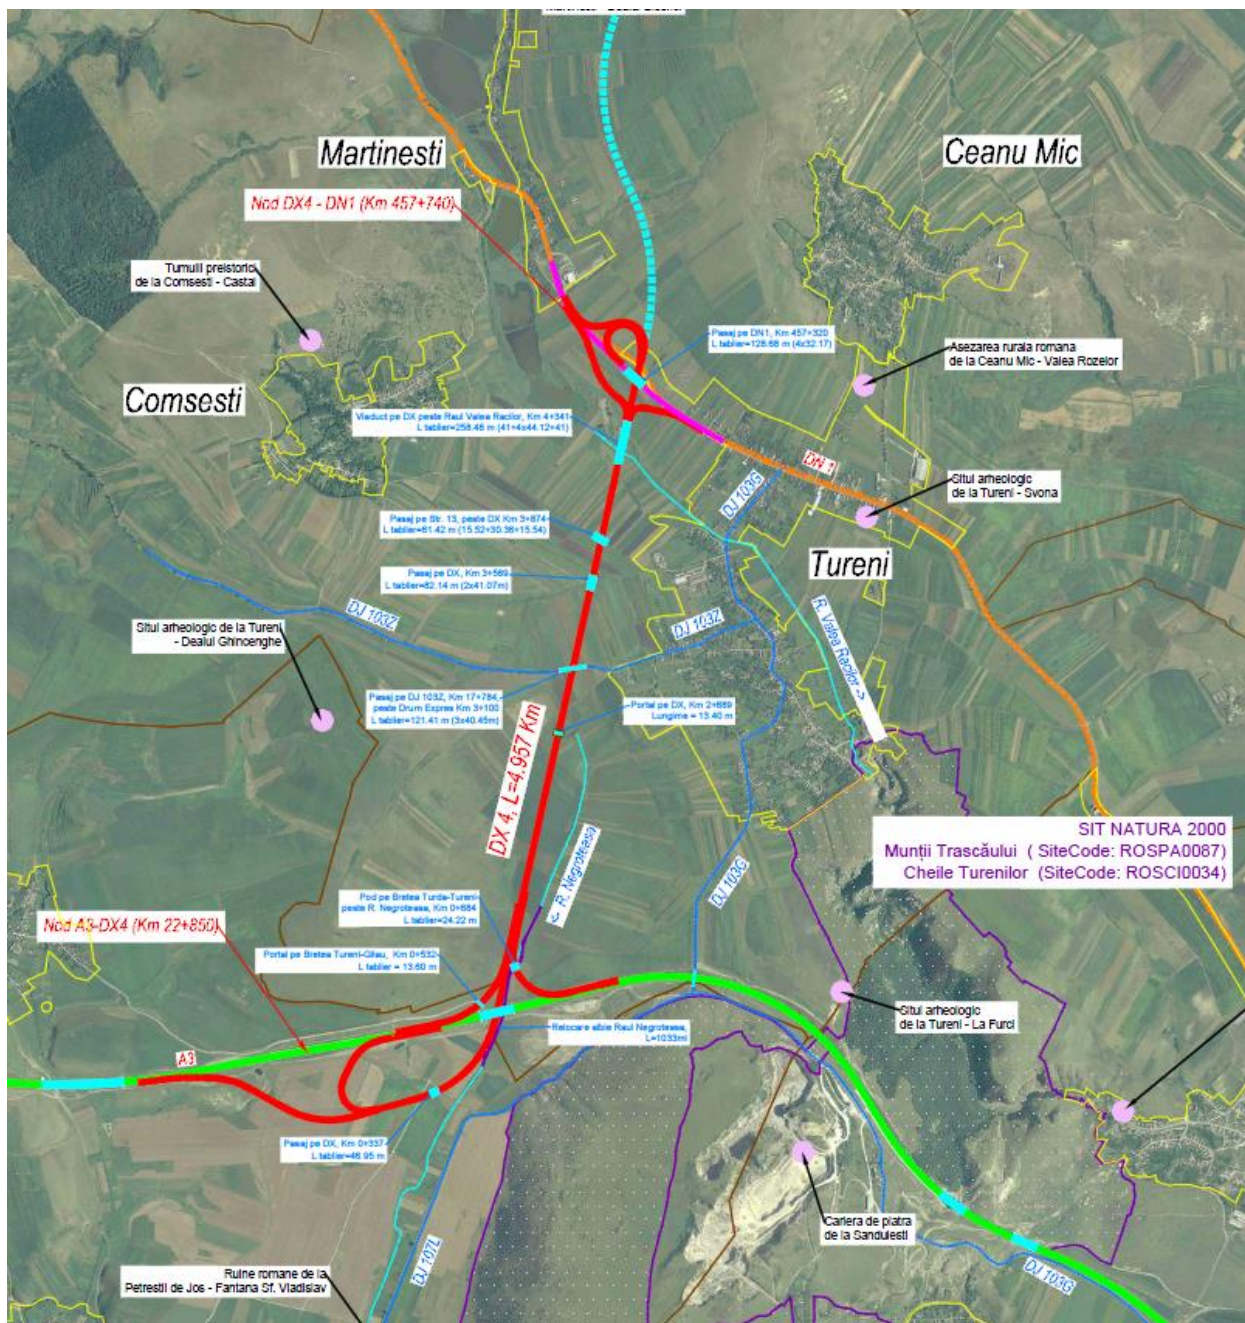 Martinesti
Ceanu Mic
Nod DX4 - DN1 (Km 457+740)
Tumulii preistorici
de la Comsesti - Castal
Pasaj pe DN1, Km 457+320
L tablier=128.68 m (4x32.17)
Asezarea rurala romana
de la Ceanu Mic - Valea Rozelor
Comsesti
Viaduct pe DX peste Raul Valea Racilor, Km 4+341
L tablier=258.48 m (41+4x44.12+41)
DN 1
DJ 103G
Situl arheologic
de la Tureni - Svona
Pasaj pe Str. 13, peste DX Km 3+874
L tablier=61.42 m (15.52+30.36+15.54)
Tureni
Pasaj pe DX, Km 3+569
L tablier=82.14 m (2x41.07m)
DJ 103Z
DJ 103Z
Situl arheologic de la Tureni
- Dealul Ghincenghe
R. Valea Racilor ->
Pasaj pe DJ 103Z, Km 17+784,
peste Drum Expres Km 3+100
L tablier=121.41 m (3x40.45m)
Portal pe DX, Km 2+689
Lungime = 13.40 m
DX 4, L=4.957 Km
SIT NATURA 2000
Munții Trascăului ( SiteCode: ROSPA0087)
Cheile Turenilor (SiteCode: ROSCI0034)
<- R. Negroteasa
DJ 103G
Pod pe Bretea Turda-Tureni
peste R. Negroteasa, Km 0+684
L tablier=24.22 m
Nod A3-DX4 (Km 22+850)
Portal pe Bretea Tureni-Gilau, Km 0+532
L tablier = 13.60 m
Situl arheologic
de la Tureni - La Furci
Relocare albie Raul Negroteasa,
L=1033ml
A3
Pasaj pe DX, Km 0+337
L tablier=46.95 m
Cariera de piatra
de la Sandulesti
DJ 107L
DJ 103G
Ruine romane de la
Petrestii de Jos - Fantana Sf. Vladislav